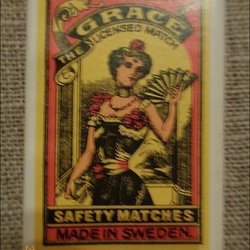 GRACE
THE LICENSED MATCH
SAFETY MATCHES
MADE IN SWEDEN.